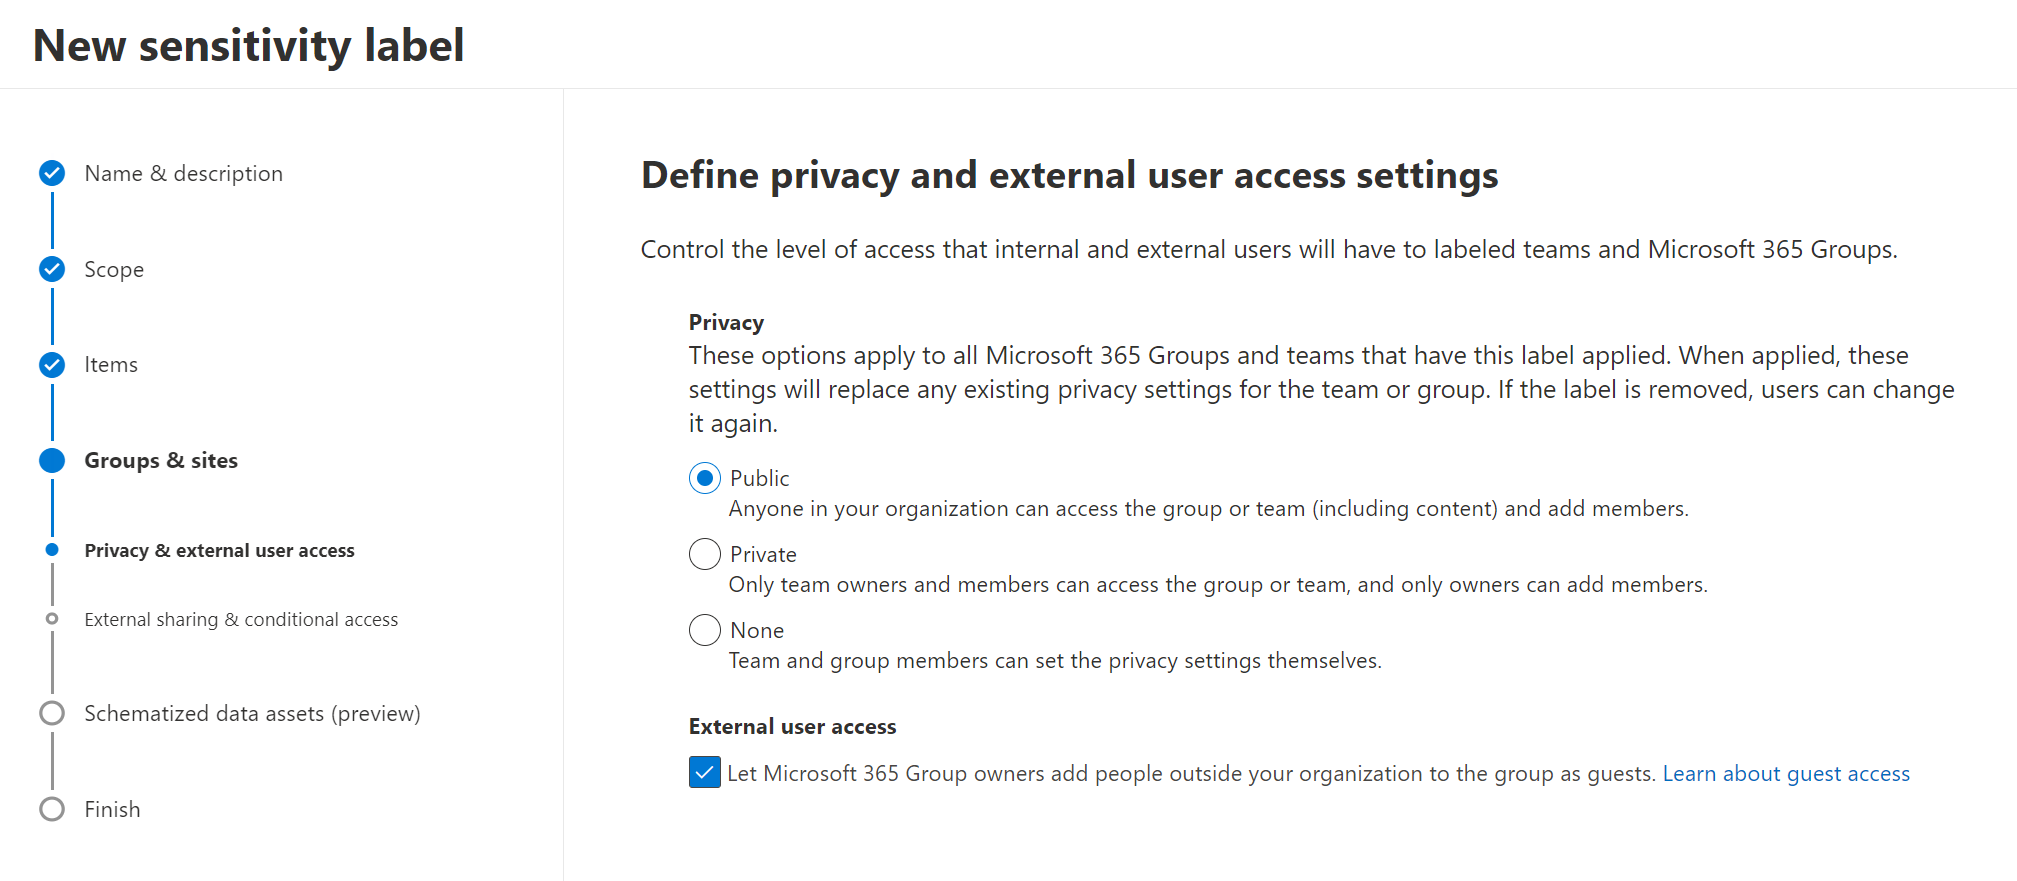 New sensitivity label
Name & description
Scope
Items
Groups & sites
Privacy & external user access
External sharing & conditional access
Schematized data assets (preview)
Finish
Define privacy and external user access settings
Control the level of access that internal and external users will have to labeled teams and Microsoft 365 Groups.
Privacy
These options apply to all Microsoft 365 Groups and teams that have this label applied. When applied, these
settings will replace any existing privacy settings for the team or group. If the label is removed, users can change
it again.
Public
Anyone in your organization can access the group or team (including content) and add members.
Private
Only team owners and members can access the group or team, and only owners can add members.
None
Team and group members can set the privacy settings themselves.
External user access
Let Microsoft 365 Group owners add people outside your organization to the group as guests. Learn about guest access